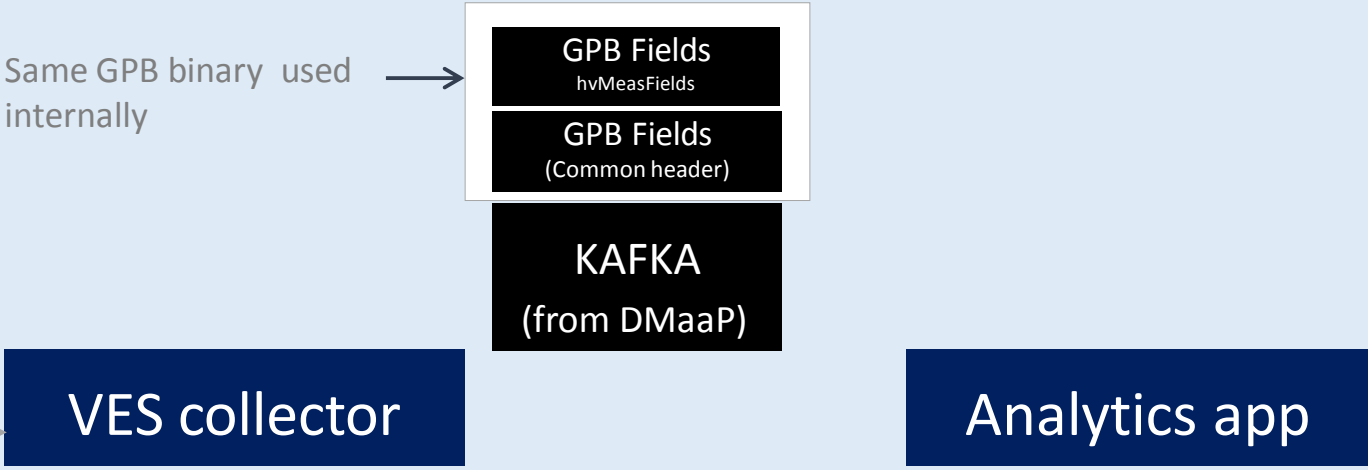 Same GPB binary used
internally
GPB Fields
hvMeasFields
GPB Fields
(Common header)
KAFKA
(from DMaaP)
VES collector
Analytics app